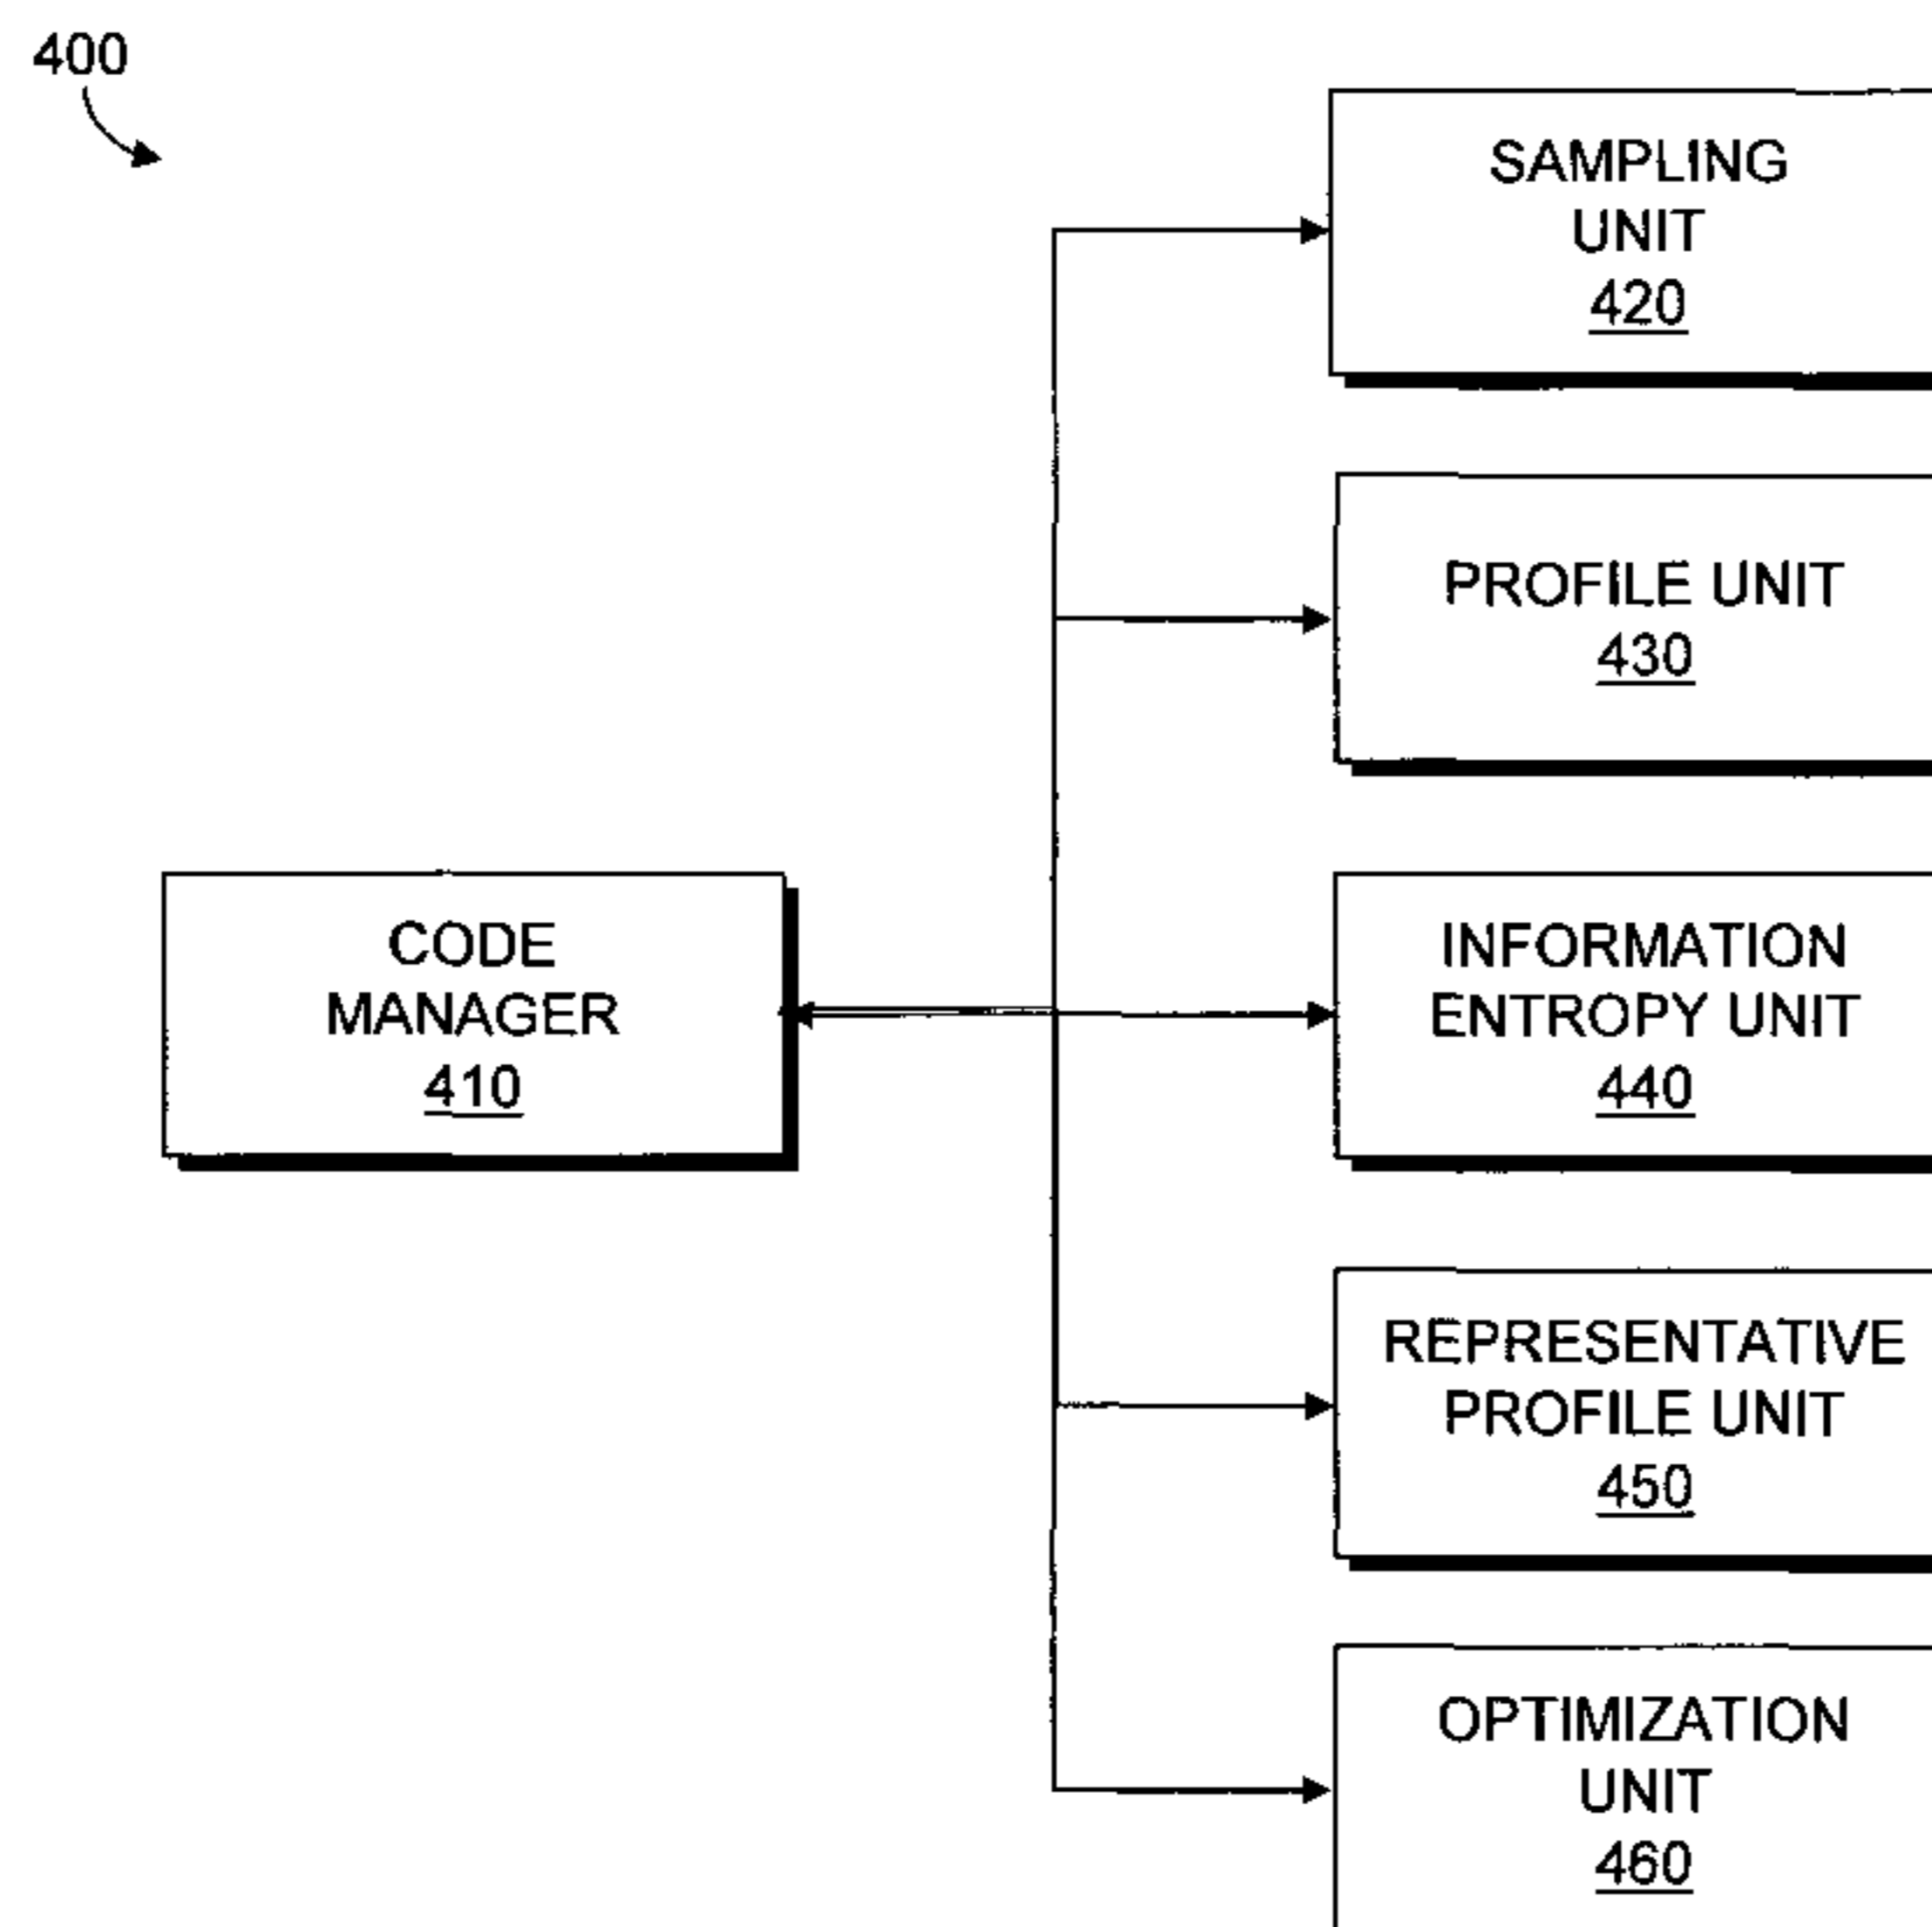 400
SAMPLING
UNIT
420
PROFILE UNIT
430
CODE
MANAGER
410
INFORMATION
ENTROPY UNIT
440
REPRESENTATIVE
PROFILE UNIT
450
OPTIMIZATION
UNIT
460